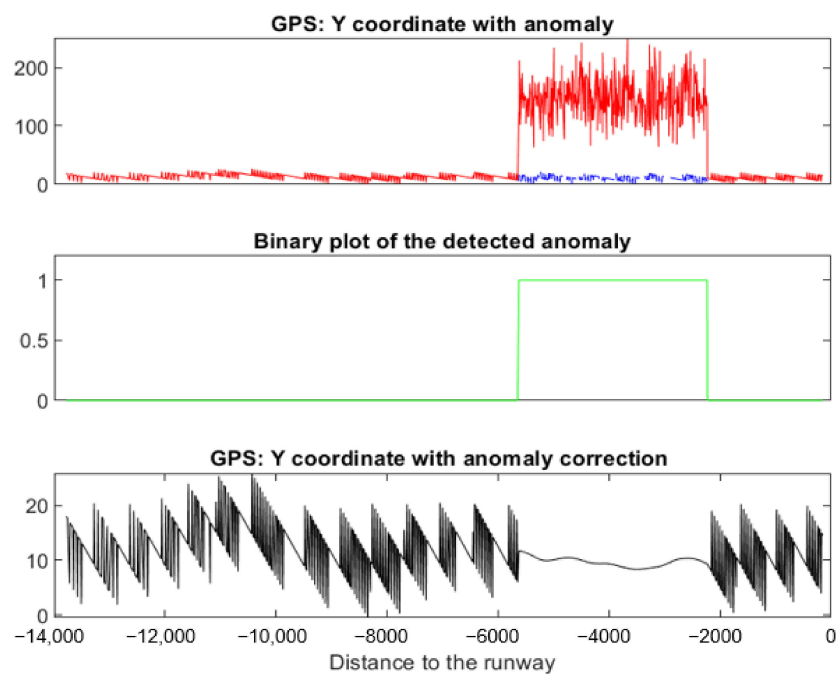 GPS: Y coordinate with anomaly
200
100
0
Binary plot of the detected anomaly
1
0.5
0
GPS: Y coordinate with anomaly correction
20
10
0
−14,000 −12,000 −10,000 −8000 −6000 −4000 −2000 0
Distance to the runway